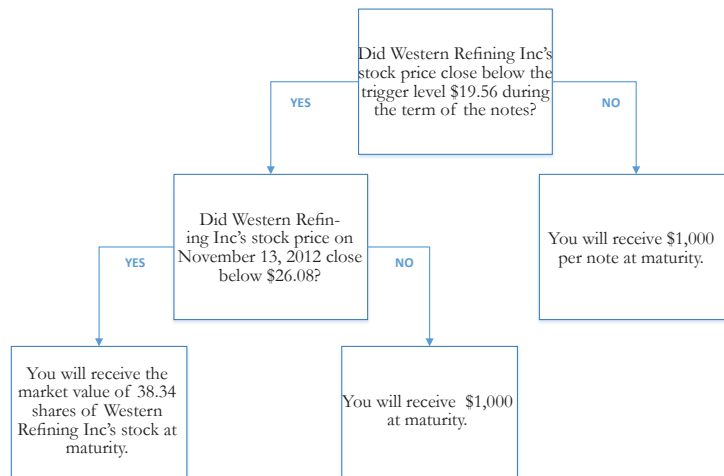 Did Western Refining Inc's
stock price close below the
trigger level $19.56 during
the term of the notes?
YES
NO
Did Western Refin-
ing Inc's stock price on
November 13, 2012 close
below $26.08?
You will receive $1,000
per note at maturity.
YES
NO
You will receive the
market value of 38.34
shares of Western
Refining Inc's stock at
maturity.
You will receive $1,000
at maturity.